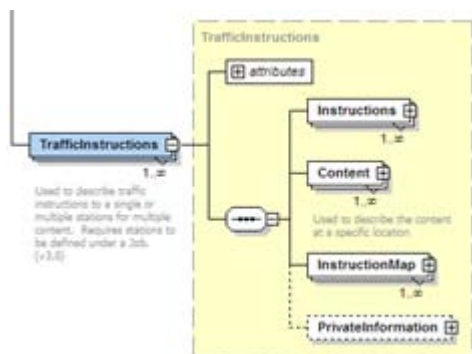 TrafficInstructions
attributes
Instructions
1..∞
TrafficInstructions
1..∞
Used to describe traffic
instructions to a single or
multiple stations for multiple
content. Requires stations to
be defined under a Job.
(v3.0)
Content
1..∞
Used to describe the content
at a specific location
InstructionMap
1..∞
PrivateInformation